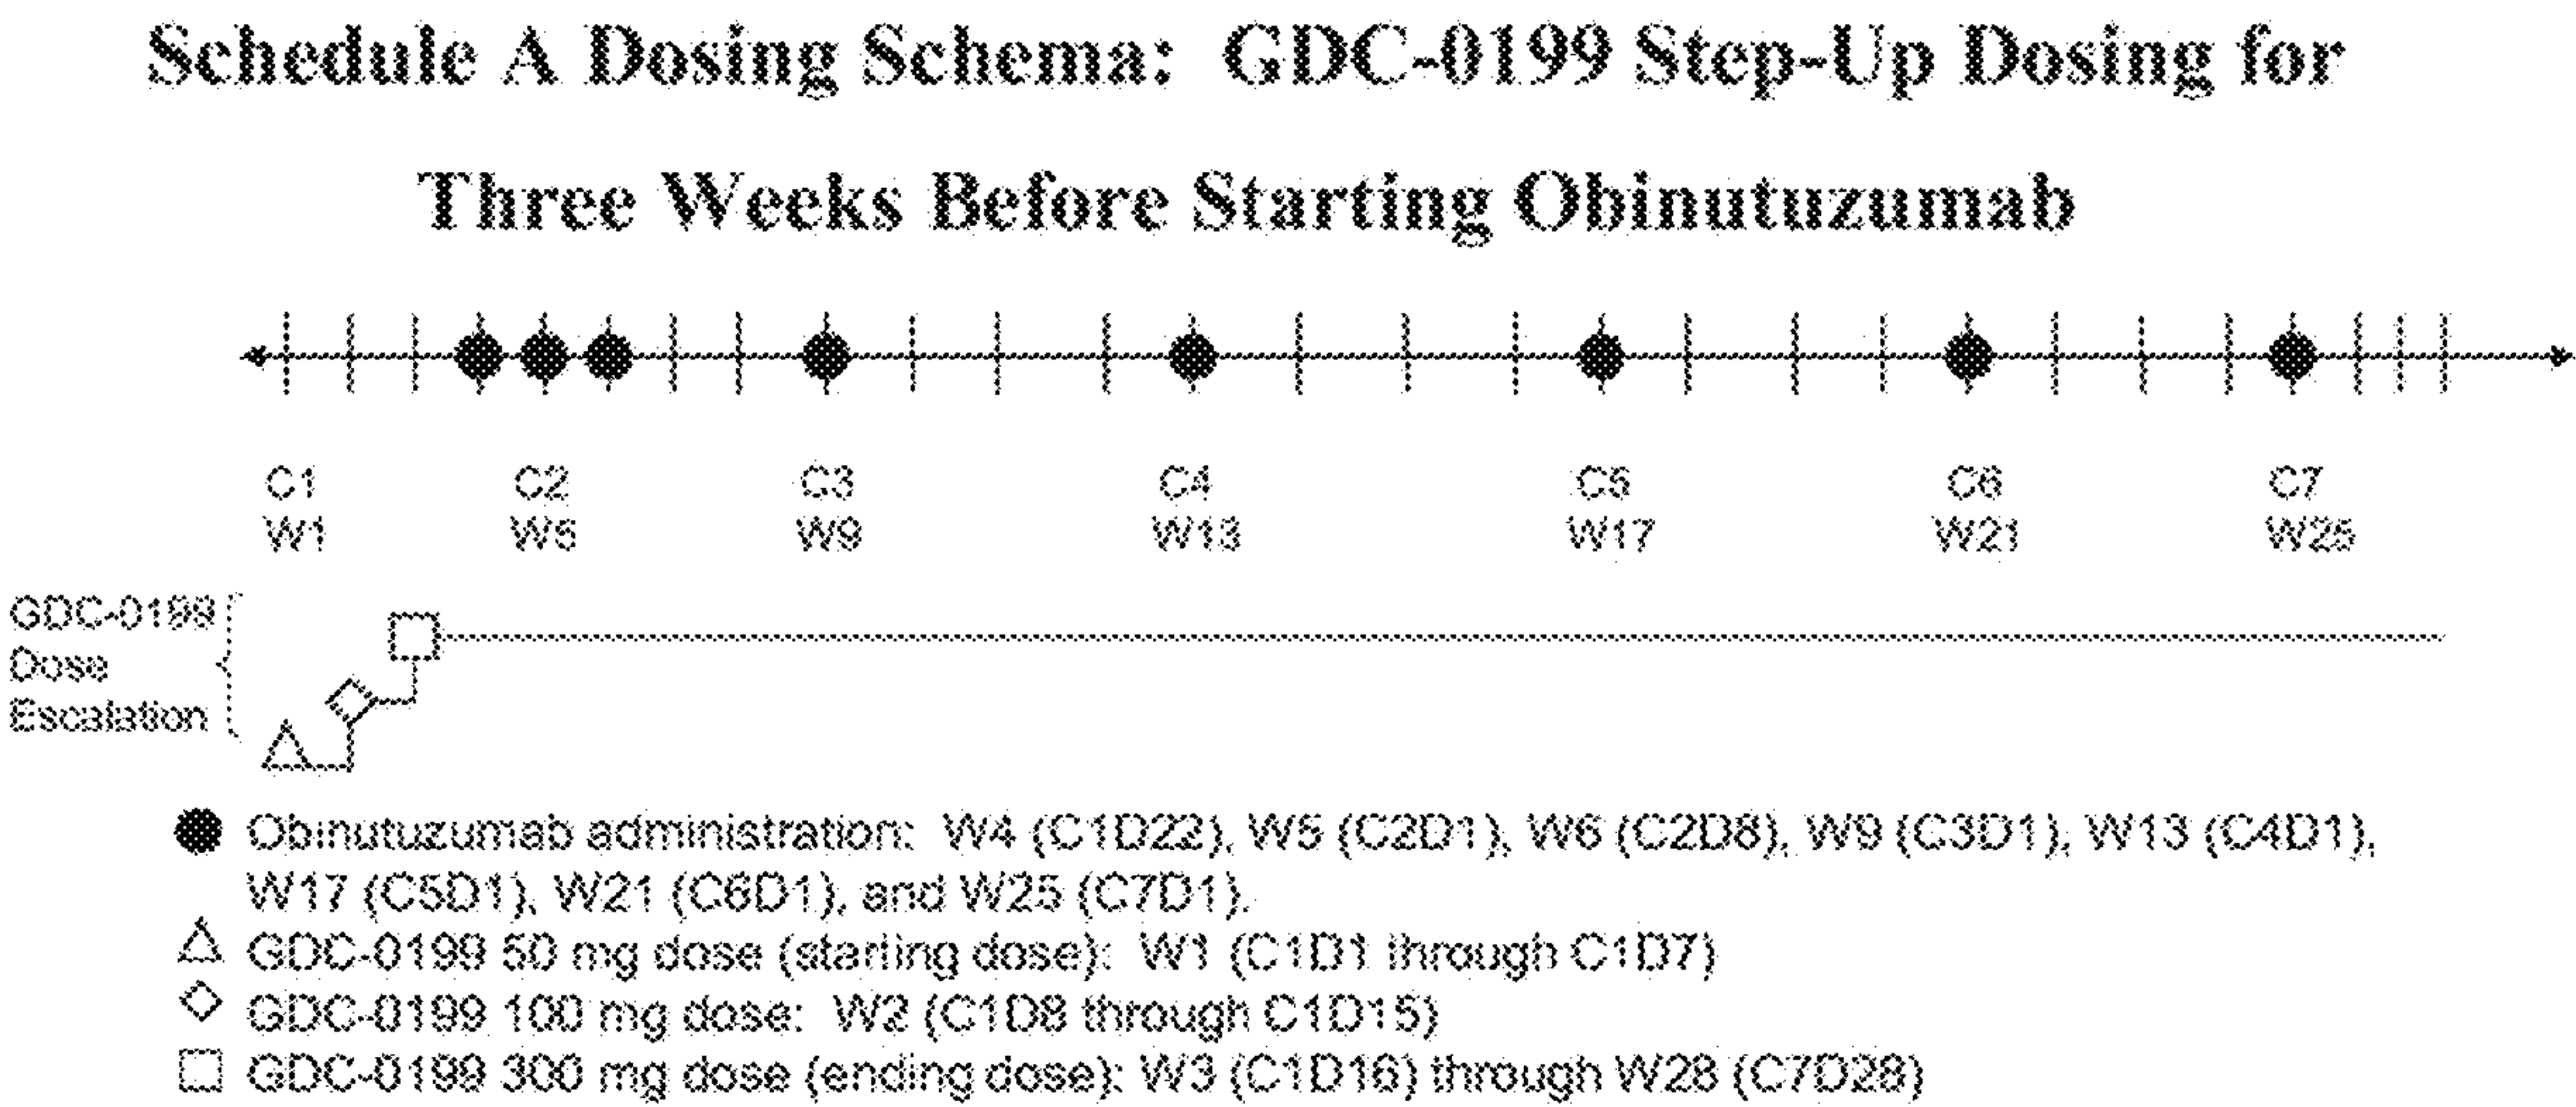 Schedule A Dosing Schema: GDC-0199 Step-Up Dosing for
Three Weeks Before Starting Obinutuzumab
C1 C2 C3 C4 C5 C6 C7
W1 W5 W9 W13 W17 W21 W25
GDC-0199
Dose
Escalation
Obinutuzumab administration: W4 (C1D22), W5 (C2D1), W6 (C2D8), W9 (C3D1), W13 (C4D1),
W17 (C5D1), W21 (C6D1), and W25 (C7D1).
GDC-0199 50 mg dose (starting dose): W1 (C1D1 through C1D7)
GDC-0199 100 mg dose: W2 (C1D8 through C1D15)
GDC-0199 300 mg dose (ending dose): W3 (C1D16) through W28 (C7D28)